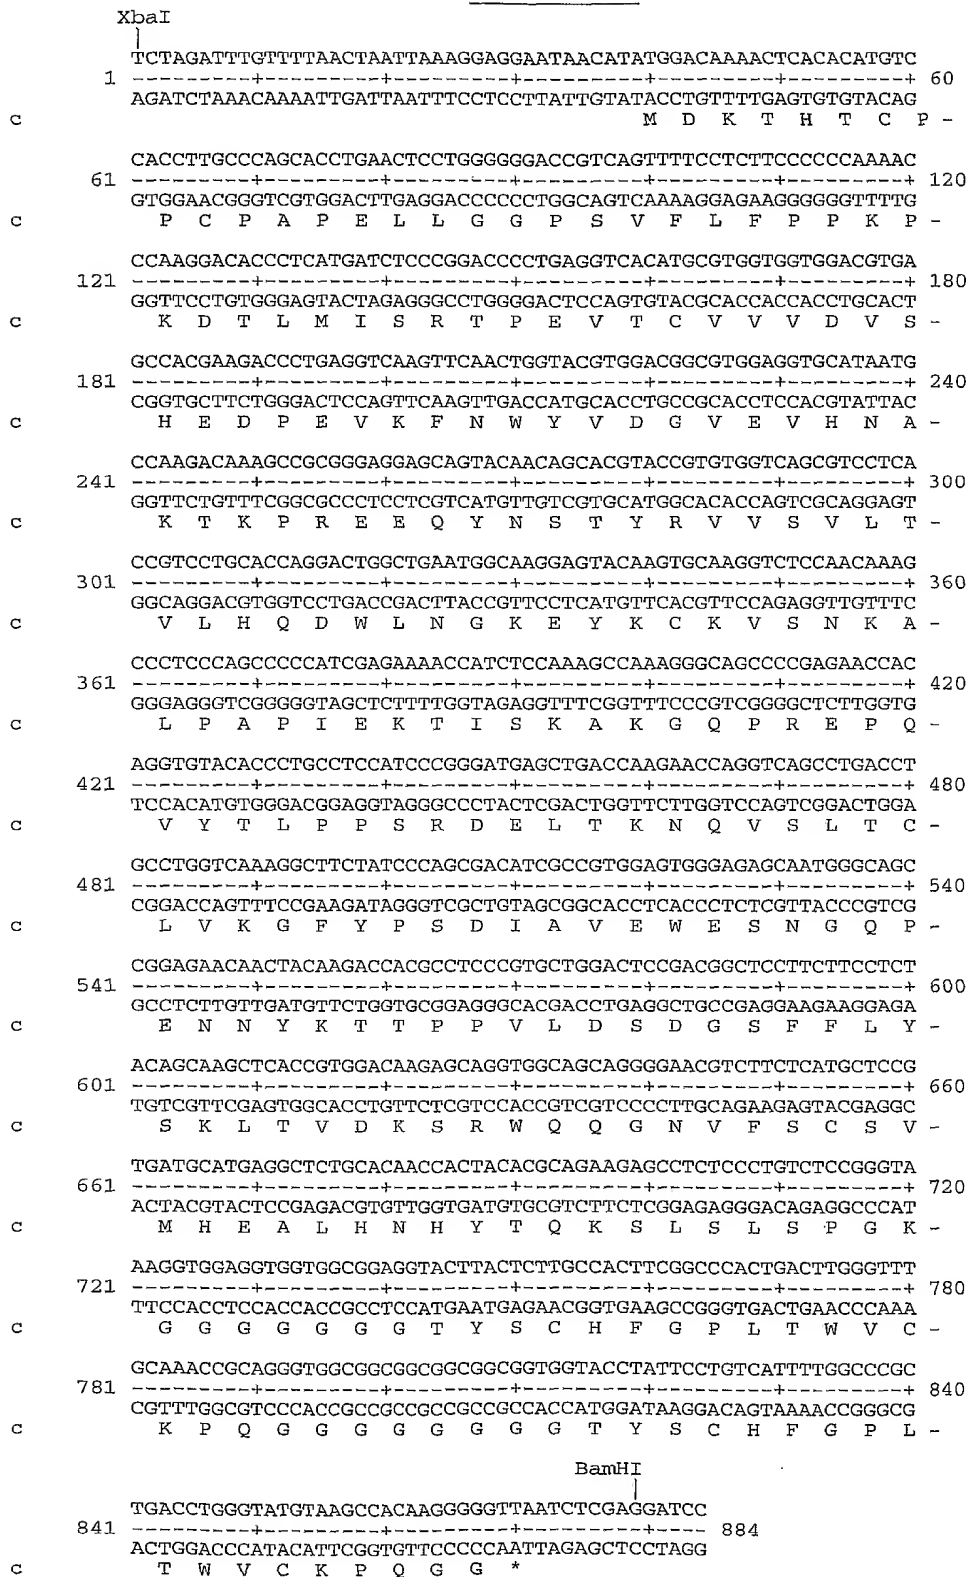 XbaI
|
TCTAGATTTGTTTTAACTAATTAAAGGAGGAATAACATATGGACAAAACTCACACATGTC
1 ---------+---------+---------+---------+---------+---------+ 60
AGATCTAAACAAAATTGATTAATTTCCTCCTTATTGTATACCTGTTTTGAGTGTGTACAG
c M D K T H T C P -
CACCTTGCCCAGCACCTGAACTCCTGGGGGGACCGTCAGTTTTCCTCTTCCCCCCAAAAC
61 ---------+---------+---------+---------+---------+---------+ 120
GTGGAACGGGTCGTGGACTTGAGGACCCCCCTGGCAGTCAAAAGGAGAAGGGGGGTTTTG
c P C P A P E L L G G P S V F L F P P K P -
CCAAGGACACCCTCATGATCTCCCGGACCCCTGAGGTCACATGCGTGGTGGTGGACGTGA
121 ---------+---------+---------+---------+---------+---------+ 180
GGTTCCTGTGGGAGTACTAGAGGGCCTGGGGACTCCAGTGTACGCACCACCACCTGCACT
c K D T L M I S R T P E V T C V V V D V S -
GCCACGAAGACCCTGAGGTCAAGTTCAACTGGTACGTGGACGGCGTGGAGGTGCATAATG
181 ---------+---------+---------+---------+---------+---------+ 240
CGGTGCTTCTGGGACTCCAGTTCAAGTTGACCATGCACCTGCCGCACCTCCACGTATTAC
c H E D P E V K F N W Y V D G V E V H N A -
CCAAGACAAAGCCGCGGGAGGAGCAGTACAACAGCACGTACCGTGTGGTCAGCGTCCTCA
241 ---------+---------+---------+---------+---------+---------+ 300
GGTTCTGTTTCGGCGCCCTCCTCGTCATGTTGTCGTGCATGGCACACCAGTCGCAGGAGT
c K T K P R E E Q Y N S T Y R V V S V L T -
CCGTCCTGCACCAGGACTGGCTGAATGGCAAGGAGTACAAGTGCAAGGTCTCCAACAAAG
301 ---------+---------+---------+---------+---------+---------+ 360
GGCAGGACGTGGTCCTGACCGACTTACCGTTCCTCATGTTCACGTTCCAGAGGTTGTTTC
c V L H Q D W L N G K E Y K C K V S N K A -
CCCTCCCAGCCCCCATCGAGAAAACCATCTCCAAAGCCAAAGGGCAGCCCCGAGAACCAC
361 ---------+---------+---------+---------+---------+---------+ 420
GGGAGGGTCGGGGGTAGCTCTTTTGGTAGAGGTTTCGGTTTCCCGTCGGGGCTCTTGGTG
c L P A P I E K T I S K A K G Q P R E P Q -
AGGTGTACACCCTGCCTCCATCCCGGGATGAGCTGACCAAGAACCAGGTCAGCCTGACCT
421 ---------+---------+---------+---------+---------+---------+ 480
TCCACATGTGGGACGGAGGTAGGGCCCTACTCGACTGGTTCTTGGTCCAGTCGGACTGGA
c V Y T L P P S R D E L T K N Q V S L T C -
GCCTGGTCAAAGGCTTCTATCCCAGCGACATCGCCGTGGAGTGGGAGAGCAATGGGCAGC
481 ---------+---------+---------+---------+---------+---------+ 540
CGGACCAGTTTCCGAAGATAGGGTCGCTGTAGCGGCACCTCACCCTCTCGTTACCCGTCG
c L V K G F Y P S D I A V E W E S N G Q P -
CGGAGAACAACTACAAGACCACGCCTCCCGTGCTGGACTCCGACGGCTCCTTCTTCCTCT
541 ---------+---------+---------+---------+---------+---------+ 600
GCCTCTTGTTGATGTTCTGGTGCGGAGGGCACGACCTGAGGCTGCCGAGGAAGAAGGAGA
c E N N Y K T T P P V L D S D G S F F L Y -
ACAGCAAGCTCACCGTGGACAAGAGCAGGTGGCAGCAGGGGAACGTCTTCTCATGCTCCG
601 ---------+---------+---------+---------+---------+---------+ 660
TGTCGTTCGAGTGGCACCTGTTCTCGTCCACCGTCGTCCCCTTGCAGAAGAGTACGAGGC
c S K L T V D K S R W Q Q G N V F S C S V -
TGATGCATGAGGCTCTGCACAACCACTACACGCAGAAGAGCCTCTCCCTGTCTCCGGGTA
661 ---------+---------+---------+---------+---------+---------+ 720
ACTACGTACTCCGAGACGTGTTGGTGATGTGCGTCTTCTCGGAGAGGGACAGAGGCCCAT
c M H E A L H N H Y T Q K S L S L S P G K -
AAGGTGGAGGTGGTGGCGGAGGTACTTACTCTTGCCACTTCGGCCCACTGACTTGGGTTT
721 ---------+---------+---------+---------+---------+---------+ 780
TTCCACCTCCACCACCGCCTCCATGAATGAGAACGGTGAAGCCGGGTGACTGAACCCAAA
c G G G G G G G T Y S C H F G P L T W V C -
GCAAACCGCAGGGTGGCGGCGGCGGCGGCGGTGGTACCTATTCCTGTCATTTTGGCCCGC
781 ---------+---------+---------+---------+---------+---------+ 840
CGTTTGGCGTCCCACCGCCGCCGCCGCCGCCACCATGGATAAGGACAGTAAAACCGGGCG
c K P Q G G G G G G G G T Y S C H F G P L -
BamHI
|
TGACCTGGGTATGTAAGCCACAAGGGGGTTAATCTCGAGGATCC
841 ---------+---------+---------+---------+---- 884
ACTGGACCCATACATTCGGTGTTCCCCCAATTAGAGCTCCTAGG
c T W V C K P Q G G *